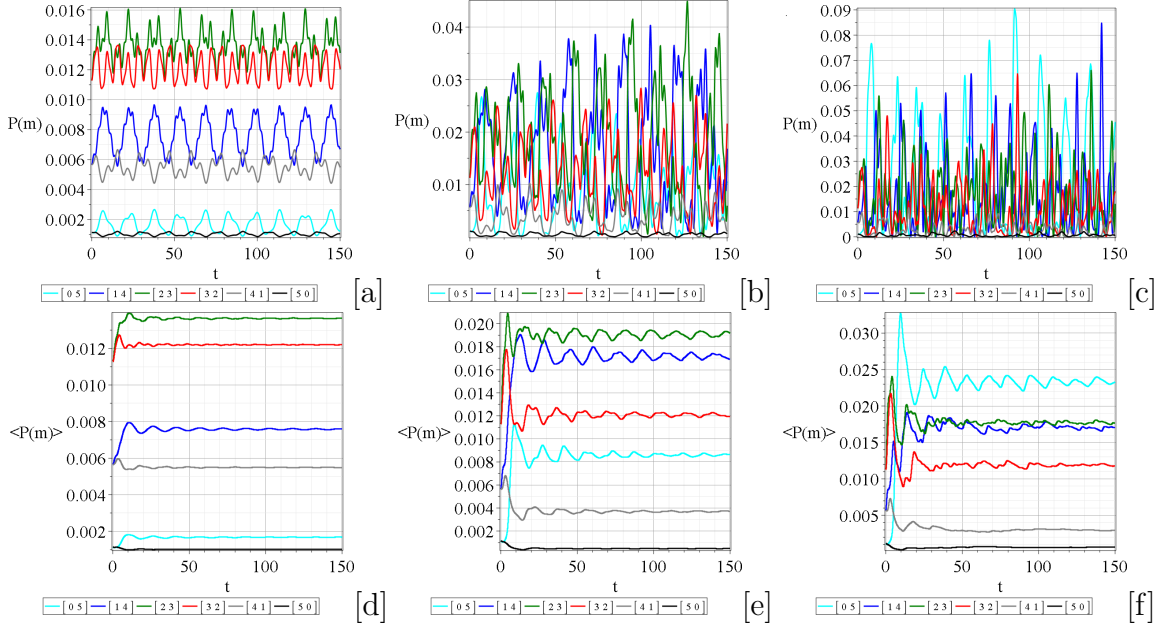 0.016
0.014
0.012
0.010
P(m)
0.008
0.006
0.004
0.002
0 50 100 150
t
[ 0 5 ] [ 1 4 ] [ 2 3 ] [ 3 2 ] [ 4 1 ] [ 5 0 ]
[a]
0.04
0.03
P(m)
0.02
0.01
0 50 100 150
t
[ 0 5 ] [ 1 4 ] [ 2 3 ] [ 3 2 ] [ 4 1 ] [ 5 0 ]
[b]
0.09
0.08
0.07
0.06
P(m)
0.05
0.04
0.03
0.02
0.01
0
0 50 100 150
t
[ 0 5 ] [ 1 4 ] [ 2 3 ] [ 3 2 ] [ 4 1 ] [ 5 0 ]
[c]
0.012
0.010
0.008
<P(m)>
0.006
0.004
0.002
0 50 100 150
t
[ 0 5 ] [ 1 4 ] [ 2 3 ] [ 3 2 ] [ 4 1 ] [ 5 0 ]
[d]
0.020
0.018
0.016
0.014
0.012
<P(m)>
0.010
0.008
0.006
0.004
0.002
0 50 100 150
t
[ 0 5 ] [ 1 4 ] [ 2 3 ] [ 3 2 ] [ 4 1 ] [ 5 0 ]
[e]
0.030
0.025
0.020
<P(m)>
0.015
0.010
0.005
0 50 100 150
t
[ 0 5 ] [ 1 4 ] [ 2 3 ] [ 3 2 ] [ 4 1 ] [ 5 0 ]
[f]